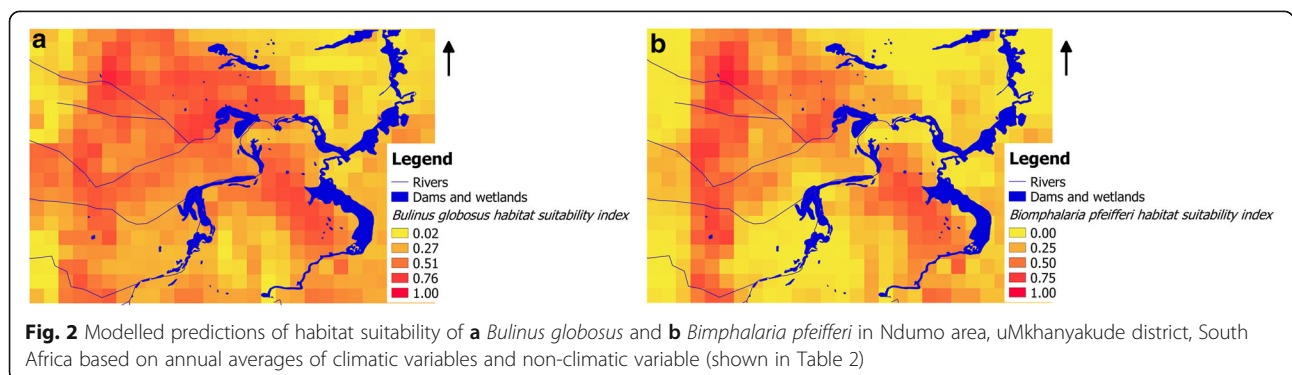 a
Legend
Rivers
Dams and wetlands
Bulinus globosus habitat suitability index
0.02
0.27
0.51
0.76
1.00
b
Legend
Rivers
Dams and wetlands
Biomphalaria pfeifferi habitat suitability index
0.00
0.25
0.50
0.75
1.00
Fig. 2 Modelled predictions of habitat suitability of a Bulinus globosus and b Bimphalaria pfeifferi in Ndumo area, uMkhanyakude district, South
Africa based on annual averages of climatic variables and non-climatic variable (shown in Table 2)